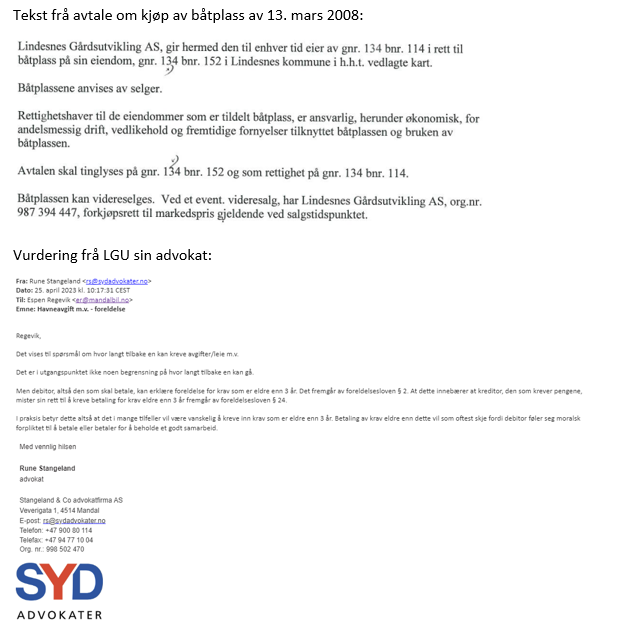 Tekst frå avtale om kjøp av båtplass av 13. mars 2008:
Lindesnes Gårdsutvikling AS, gir hermed den til enhver tid eier av gnr. 134 bnr. 114 i rett til
båtplass på sin eiendom, gnr. 134 bnr. 152 i Lindesnes kommune i h.h.t. vedlagte kart.
Båtplassene anvises av selger.
Rettighetshaver til de eiendommer som er tildelt båtplass, er ansvarlig, herunder økonomisk, for
andelsmessig drift, vedlikehold og fremtidige fornyelser tilknyttet båtplassen og bruken av
båtplassen.
Avtalen skal tinglyses på gnr. 134 bnr. 152 og som rettighet på gnr. 134 bnr. 114.
Båtplassen kan videreselges. Ved et event. videresalg, har Lindesnes Gårdsutvikling AS, org.nr.
987 394 447, forkjøpsrett til markedspris gjeldende ved salgstidspunktet.
Vurdering frå LGU sin advokat:
Fra: Rune Stangeland <rs@sydadvokater.no>
Dato: 25. april 2023 kl. 10:17:31 CEST
Til: Espen Regevik <er@mandalbil.no>
Emne: Havneavgift m.v. - foreldelse
Regevik,
Det vises til spørsmål om hvor langt tilbake en kan kreve avgifter/leie m.v.
Det er i utgangspunktet ikke noen begrensning på hvor langt tilbake en kan gå.
Men debitor, altså den som skal betale, kan erklære foreldelse for krav som er eldre enn 3 år. Det fremgår av foreldelsesloven § 2. At dette innebærer at kreditor, den som krever pengene,
mister sin rett til å kreve betaling for krav eldre enn 3 år fremgår av foreldelsesloven § 24.
I praksis betyr dette altså at det i mange tilfeller vil være vanskelig å kreve inn krav som er eldre enn 3 år. Betaling av krav eldre enn dette vil som oftest skje fordi debitor føler seg moralsk
forpliktet til å betale eller betaler for å beholde et godt samarbeid.
Med vennlig hilsen
Rune Stangeland
advokat
Stangeland & Co advokatfirma AS
Veverigata 1, 4514 Mandal
E-post: rs@sydadvokater.no
Telefon: +47 900 80 114
Telefax: +47 94 77 10 04
Org. nr.: 998 502 470
SYD
ADVOKATER